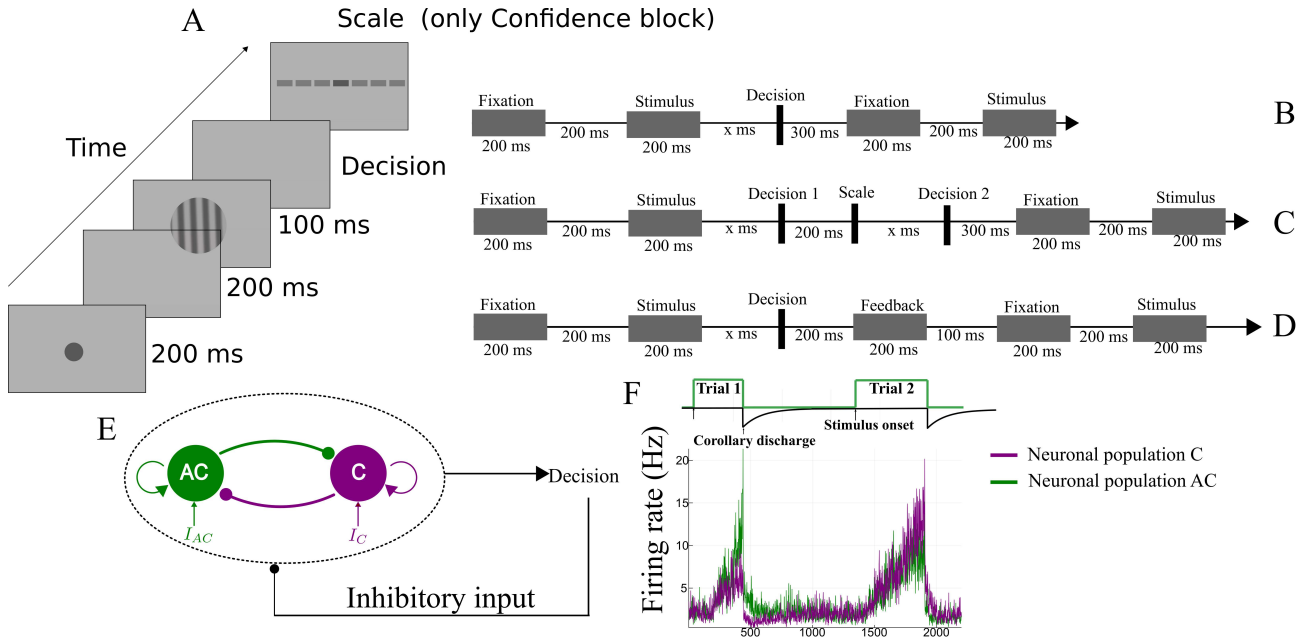 A
Scale (only Confidence block)
Time
Decision
100 ms
200 ms
200 ms
Fixation
200 ms
200 ms
Stimulus
200 ms
x ms
Decision
300 ms
Fixation
200 ms
200 ms
Stimulus
200 ms
B
Fixation
200 ms
200 ms
Stimulus
200 ms
x ms
Decision 1
200 ms
Scale
x ms
Decision 2
300 ms
Fixation
200 ms
200 ms
Stimulus
200 ms
C
Fixation
200 ms
200 ms
Stimulus
200 ms
x ms
Decision
200 ms
Feedback
200 ms
100 ms
Fixation
200 ms
200 ms
Stimulus
200 ms
D
E
AC
C
I_AC
I_C
Decision
Inhibitory input
F
Trial 1
Trial 2
Stimulus onset
Corollary discharge
Firing rate (Hz)
20
15
10
5
500
1000
1500
2000
Neuronal population C
Neuronal population AC